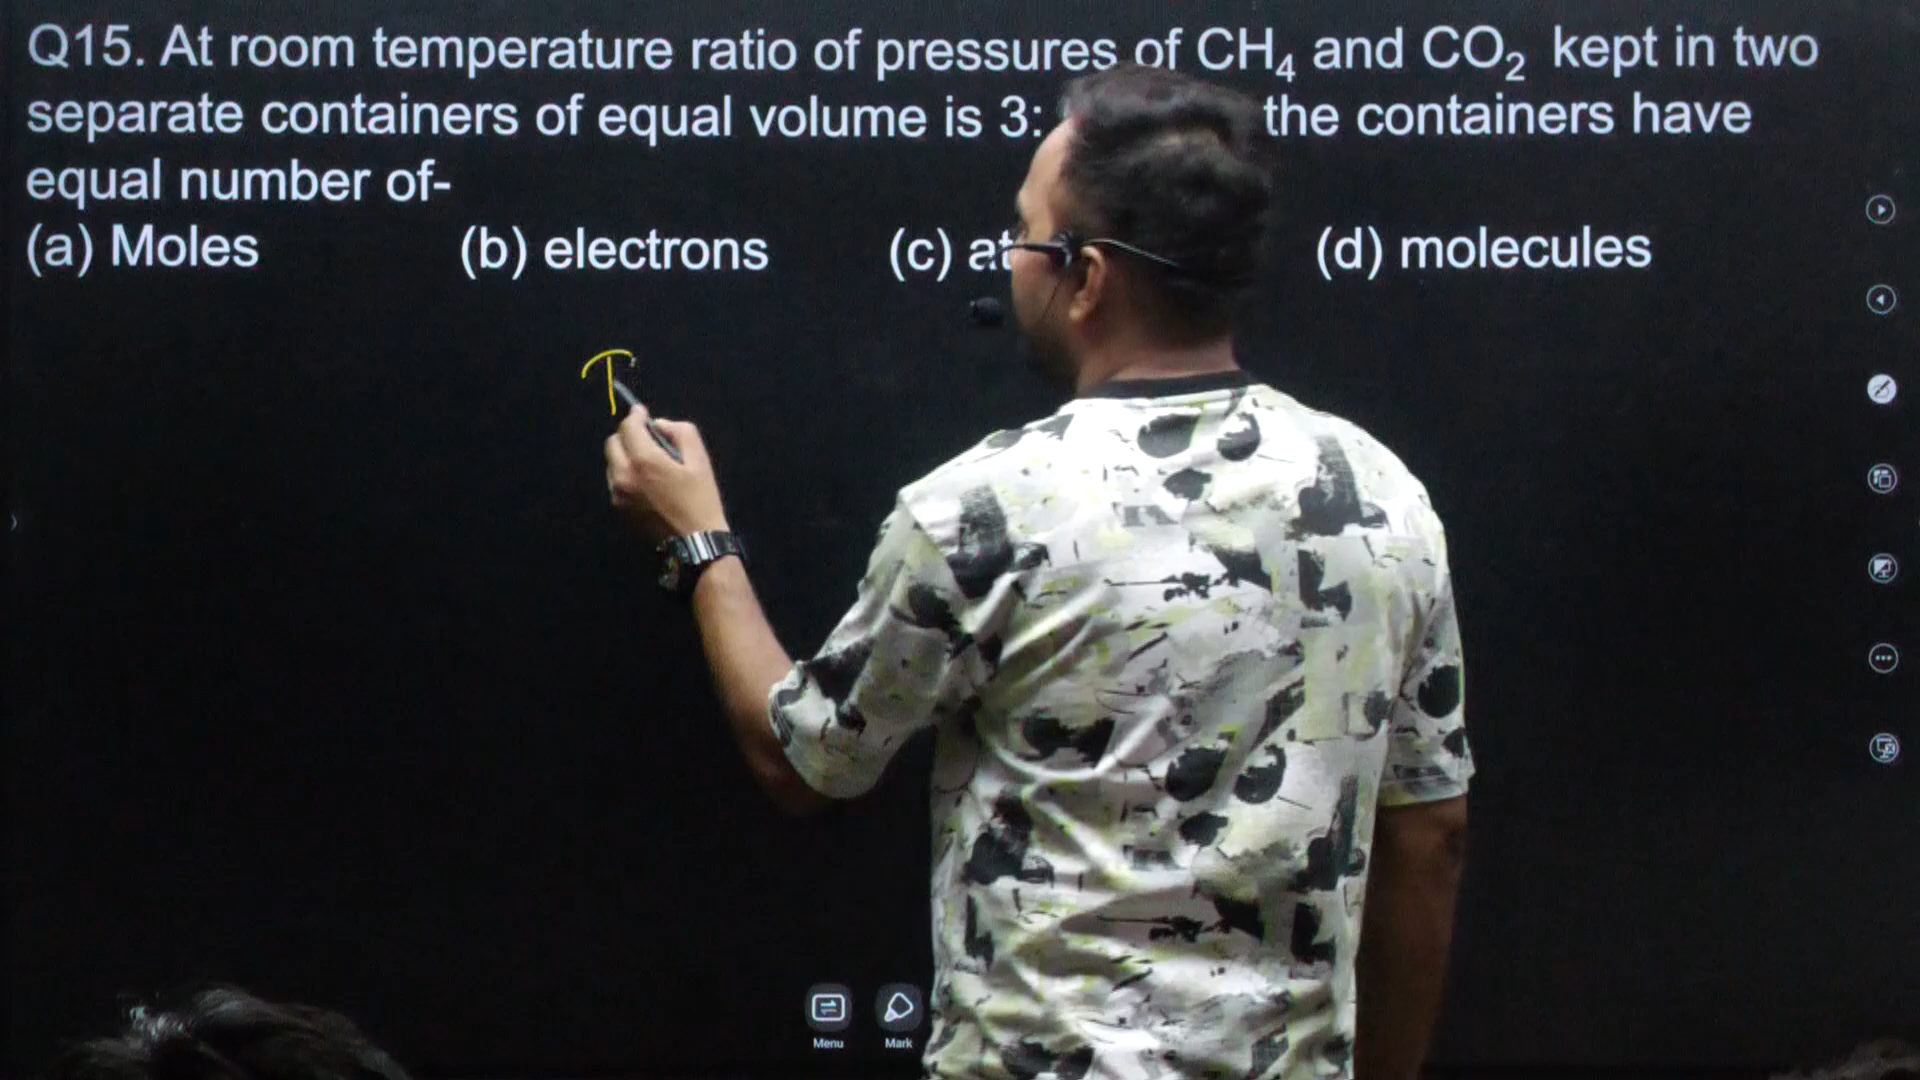 Q15. At room temperature ratio of pressures of CH₄ and CO₂ kept in two
separate containers of equal volume is 3: the containers have
equal number of-
(a) Moles (b) electrons (c) at (d) molecules
T
Menu Mark